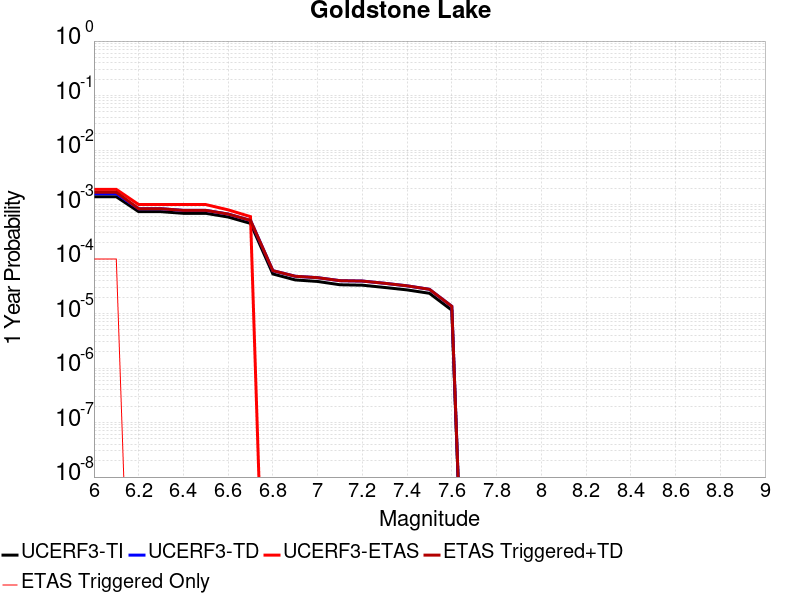 Goldstone Lake
1 Year Probability
10^0
10^-1
10^-2
10^-3
10^-4
10^-5
10^-6
10^-7
10^-8
6 6.2 6.4 6.6 6.8 7 7.2 7.4 7.6 7.8 8 8.2 8.4 8.6 8.8 9
Magnitude
UCERF3-TI UCERF3-TD UCERF3-ETAS ETAS Triggered+TD
ETAS Triggered Only